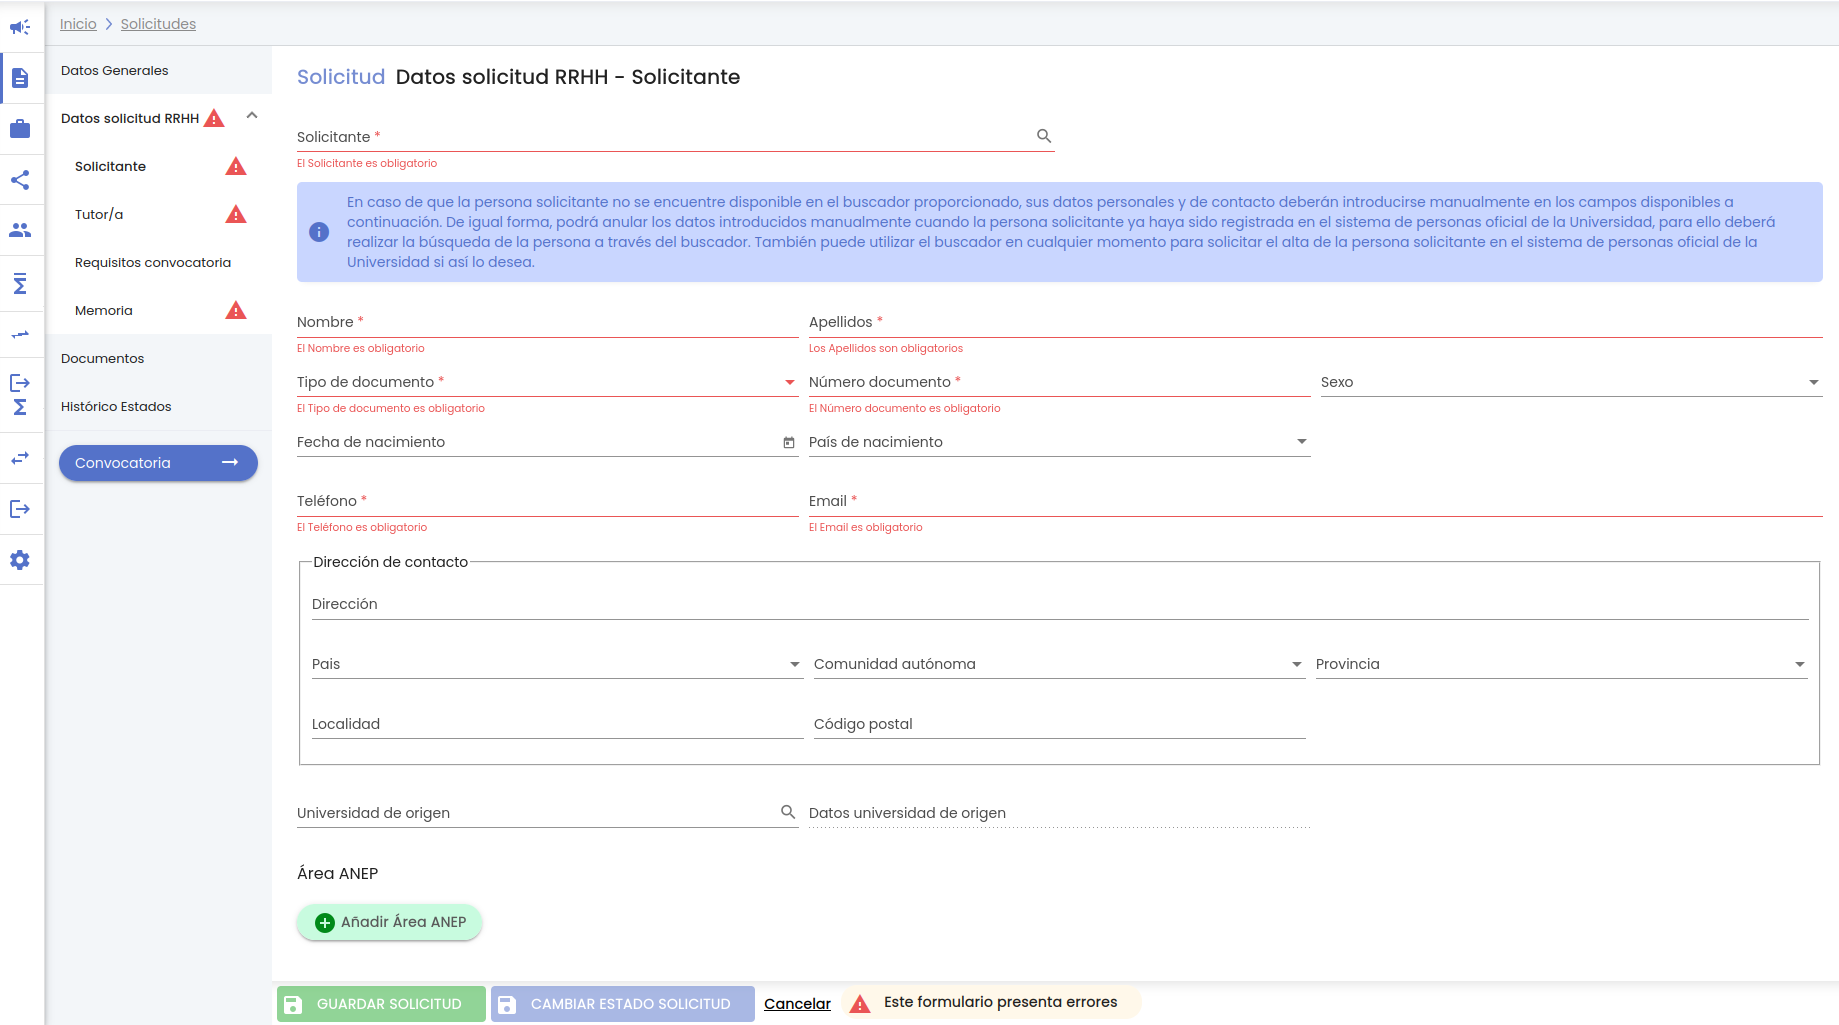 Inicio > Solicitudes
Datos Generales
Datos solicitud RRHH
Solicitante
Tutor/a
Requisitos convocatoria
Memoria
Documentos
Histórico Estados
Convocatoria
Solicitud Datos solicitud RRHH - Solicitante
Solicitante *
El Solicitante es obligatorio
En caso de que la persona solicitante no se encuentre disponible en el buscador proporcionado, sus datos personales y de contacto deberán introducirse manualmente en los campos disponibles a
continuación. De igual forma, podrá anular los datos introducidos manualmente cuando la persona solicitante ya haya sido registrada en el sistema de personas oficial de la Universidad, para ello deberá
realizar la búsqueda de la persona a través del buscador. También puede utilizar el buscador en cualquier momento para solicitar el alta de la persona solicitante en el sistema de personas oficial de la
Universidad si así lo desea.
Nombre * Apellidos *
El Nombre es obligatorio Los Apellidos son obligatorios
Tipo de documento * Número documento * Sexo
El Tipo de documento es obligatorio El Número documento es obligatorio
Fecha de nacimiento País de nacimiento
Teléfono * Email *
El Teléfono es obligatorio El Email es obligatorio
Dirección de contacto
Dirección
Pais Comunidad autónoma Provincia
Localidad Código postal
Universidad de origen Datos universidad de origen
Área ANEP
Añadir Área ANEP
GUARDAR SOLICITUD CAMBIAR ESTADO SOLICITUD Cancelar Este formulario presenta errores